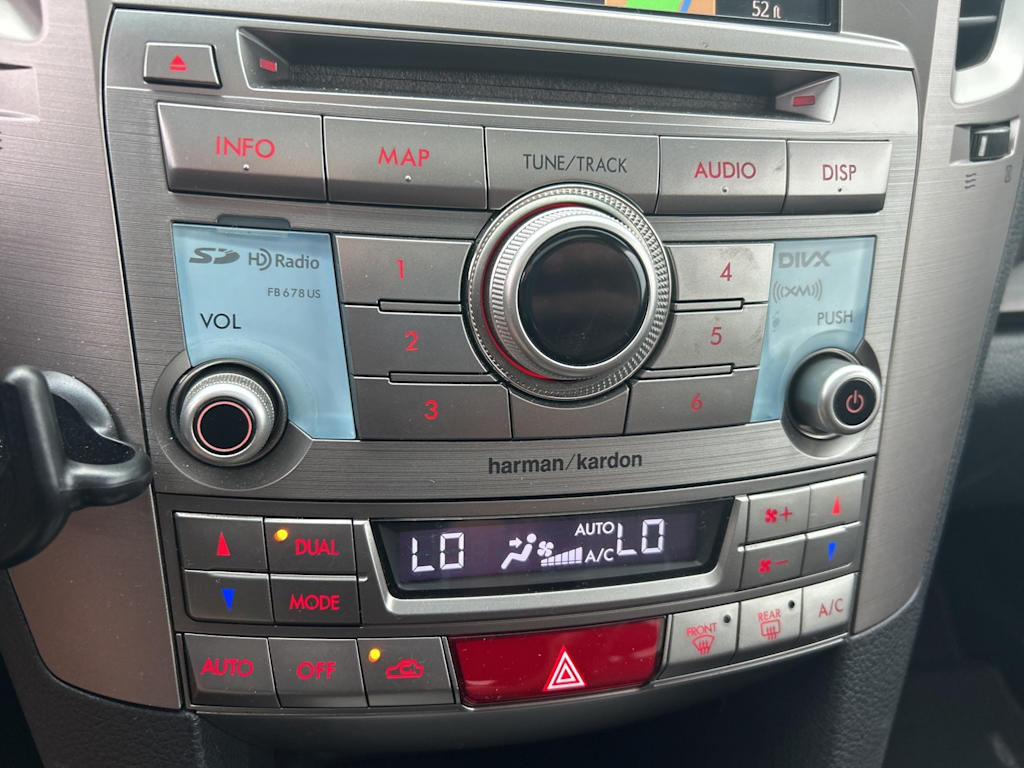 52 ft
INFO
MAP
TUNE/TRACK
AUDIO
DISP
SD
HD Radio
FB678US
VOL
1
2
3
4
5
6
DIVX
((XM))
PUSH
harman/kardon
DUAL
MODE
LO
AUTO
A/C
LO
+
-
AUTO
OFF
FRONT
REAR
A/C